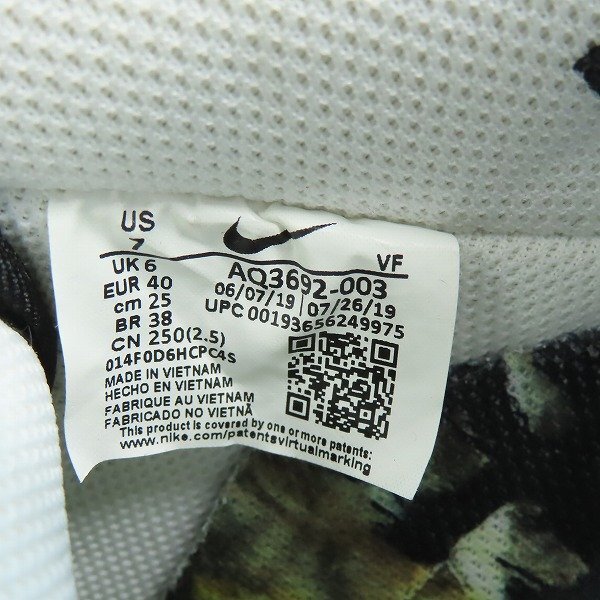 US
7
VF
UK 6
EUR 40
cm 25
BR 38
CN 250(2.5)
AQ3692-003
06/07/19 07/26/19
UPC 00193656249975
014F0D6HCPC4S
MADE IN VIETNAM
HECHO EN VIETNAM
FABRIQUE AU VIETNAM
FABRICADO NO VIETNÃ
This product is covered by one or more patents:
www.nike.com/patentsvirtualmarking